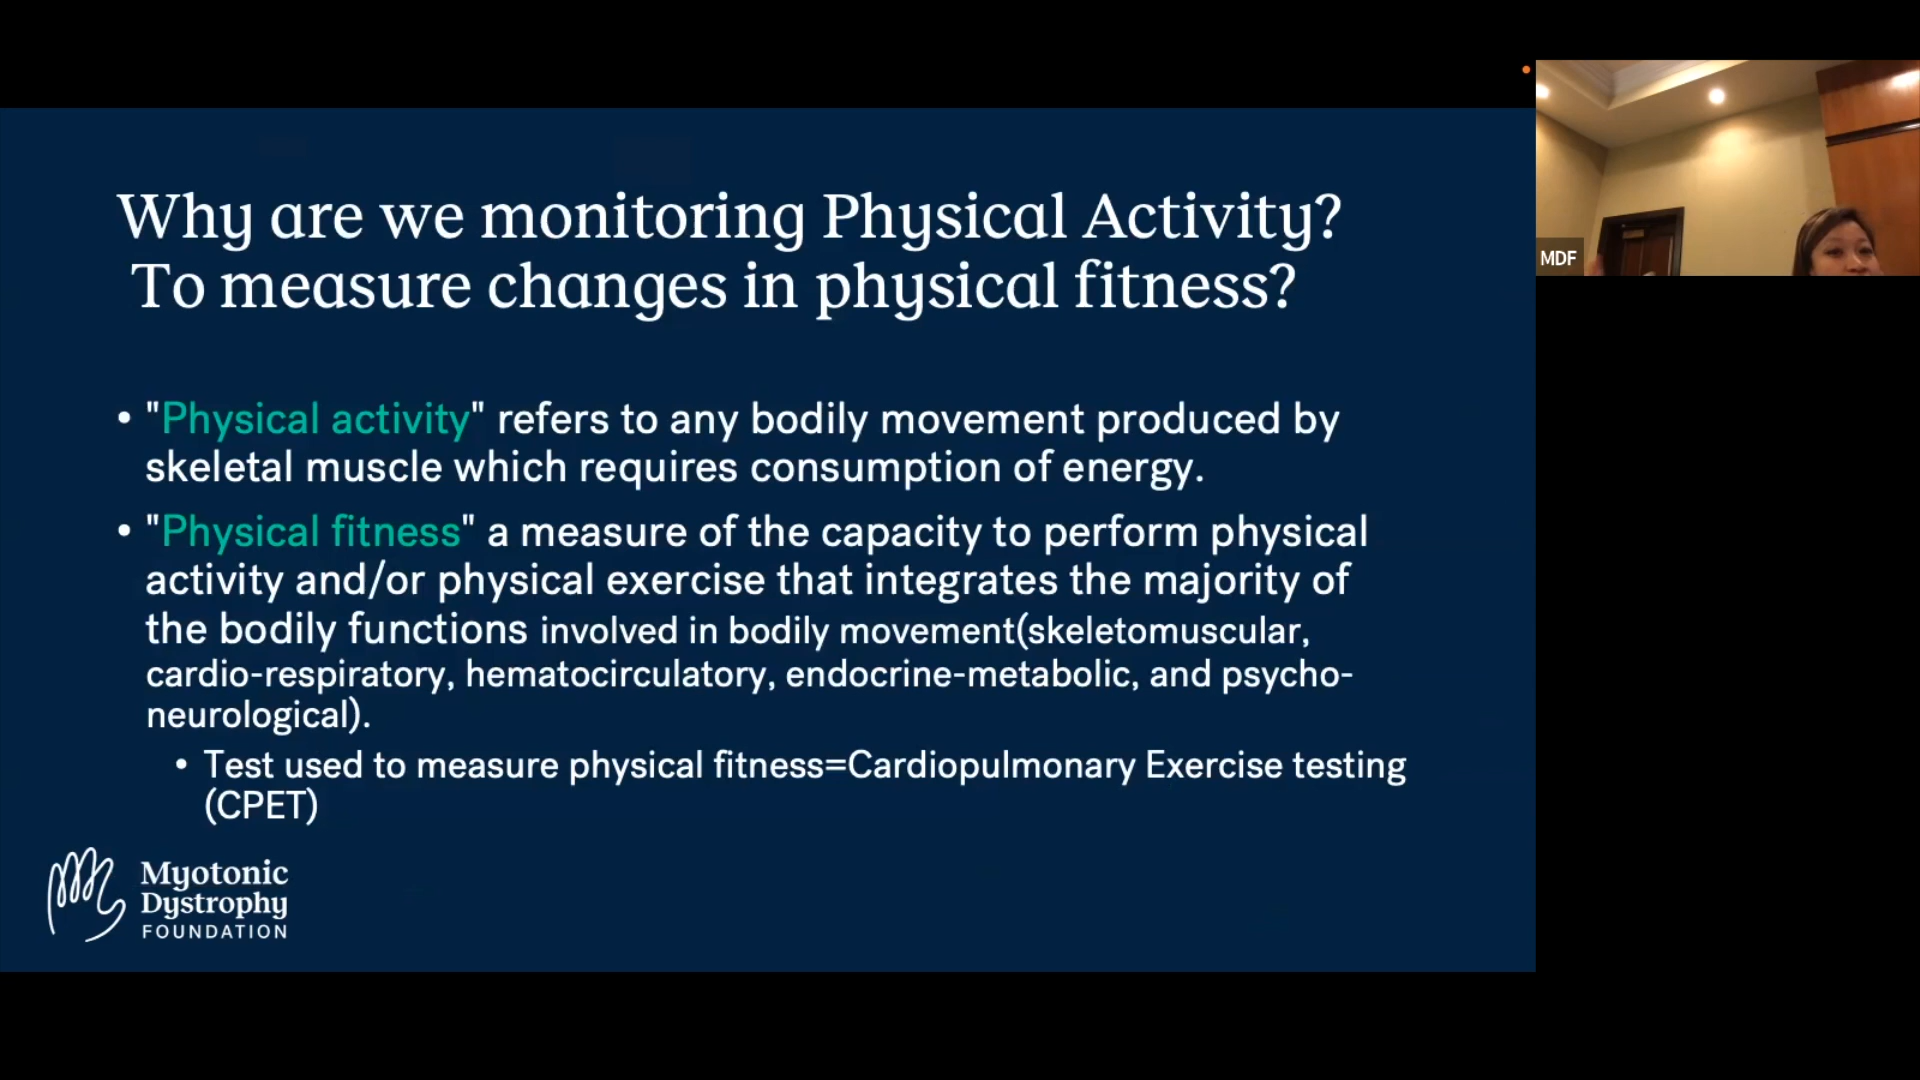 Why are we monitoring Physical Activity?
To measure changes in physical fitness?
• "Physical activity" refers to any bodily movement produced by
skeletal muscle which requires consumption of energy.
• "Physical fitness" a measure of the capacity to perform physical
activity and/or physical exercise that integrates the majority of
the bodily functions involved in bodily movement(skeletomuscular,
cardio-respiratory, hematocirculatory, endocrine-metabolic, and psycho-
neurological).
• Test used to measure physical fitness=Cardiopulmonary Exercise testing
(CPET)
Myotonic
Dystrophy
FOUNDATION
MDF